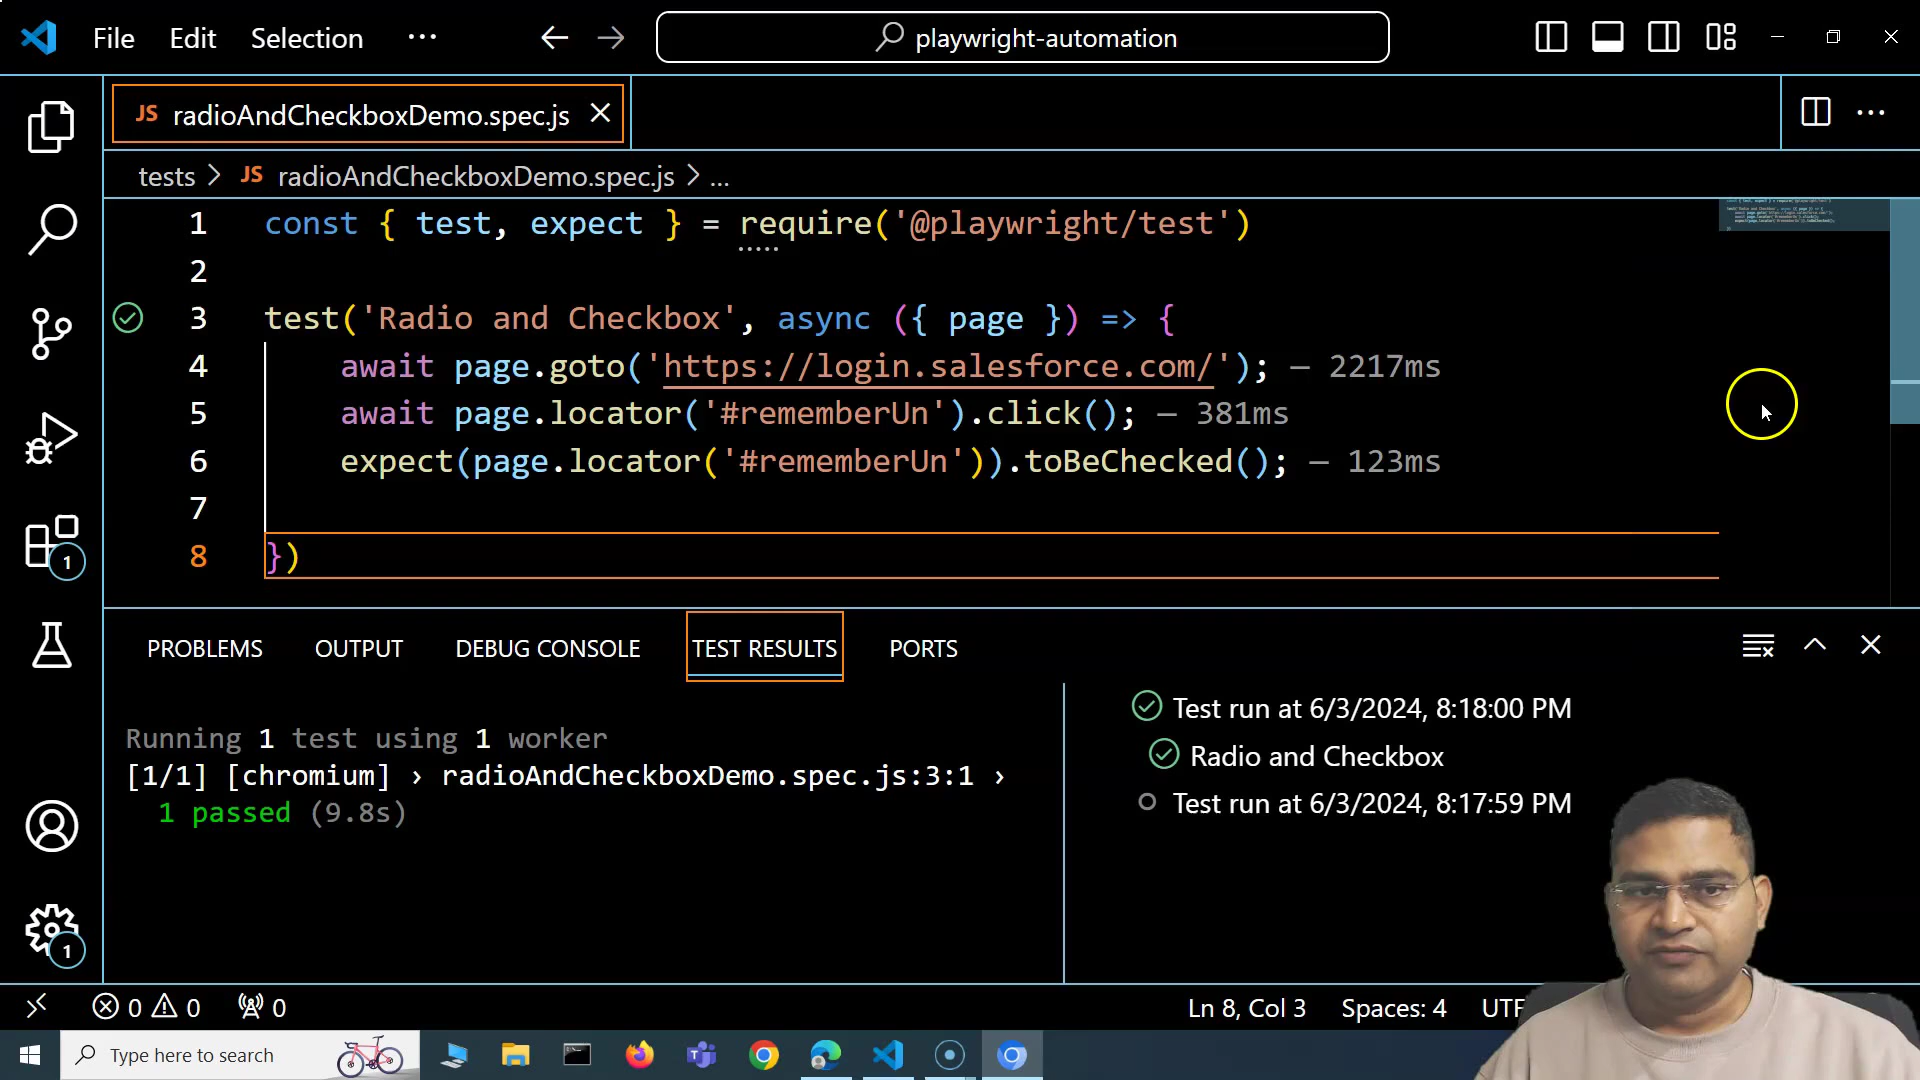 File Edit Selection ··· playwright-automation
JS radioAndCheckboxDemo.spec.js
tests > JS radioAndCheckboxDemo.spec.js > ...
1 const { test, expect } = require('@playwright/test')
2
3 test('Radio and Checkbox', async ({ page }) => {
4 await page.goto('https://login.salesforce.com/'); — 2217ms
5 await page.locator('#rememberUn').click(); — 381ms
6 expect(page.locator('#rememberUn')).toBeChecked(); — 123ms
7
8 })
1
PROBLEMS OUTPUT DEBUG CONSOLE TEST RESULTS PORTS
Running 1 test using 1 worker
[1/1] [chromium] › radioAndCheckboxDemo.spec.js:3:1 ›
1 passed (9.8s)
Test run at 6/3/2024, 8:18:00 PM
Radio and Checkbox
Test run at 6/3/2024, 8:17:59 PM
1
0 0 0 Ln 8, Col 3 Spaces: 4 UTF
Type here to search